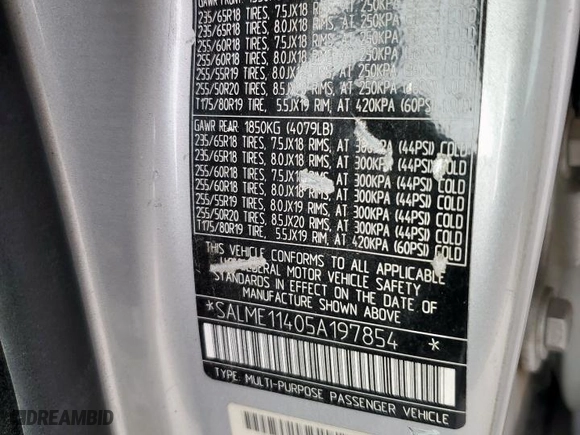 235/65R18 TIRES, 7.5JX18 RIMS, AT 250KPA
235/65R18 TIRES, 8.0JX18 RIMS, AT 250KPA
255/60R18 TIRES, 7.5JX18 RIMS, AT 250KPA
255/60R18 TIRES, 8.0JX18 RIMS, AT 250KPA
255/55R19 TIRES, 8.0JX19 RIMS, AT 250KPA
255/50R20 TIRES, 8.5JX20 RIMS, AT 250KPA
T175/80R19 TIRE, 5.5JX19 RIM, AT 420KPA (60PS
GAWR REAR 1850KG (4079LB)
235/65R18 TIRES, 7.5JX18 RIMS, AT 300KPA (44PSI) COLD
235/65R18 TIRES, 8.0JX18 RIMS, AT 300KPA (44PSI) COLD
255/60R18 TIRES, 7.5JX18 RIMS, AT 300KPA (44PSI) COLD
255/60R18 TIRES, 8.0JX18 RIMS, AT 300KPA (44PSI) COLD
255/55R19 TIRES, 8.0JX19 RIMS, AT 300KPA (44PSI) COLD
255/50R20 TIRES, 8.5JX20 RIMS, AT 300KPA (44PSI) COLD
T175/80R19 TIRE, 5.5JX19 RIM, AT 420KPA (60PSI) COLD
THIS VEHICLE CONFORMS TO ALL APPLICABLE
FEDERAL MOTOR VEHICLE SAFETY
STANDARDS IN EFFECT ON THE DATE OF
MANUFACTURE SHOWN ABOVE
*SALME11405A197854 *
TYPE: MULTI-PURPOSE PASSENGER VEHICLE
DREAMBID